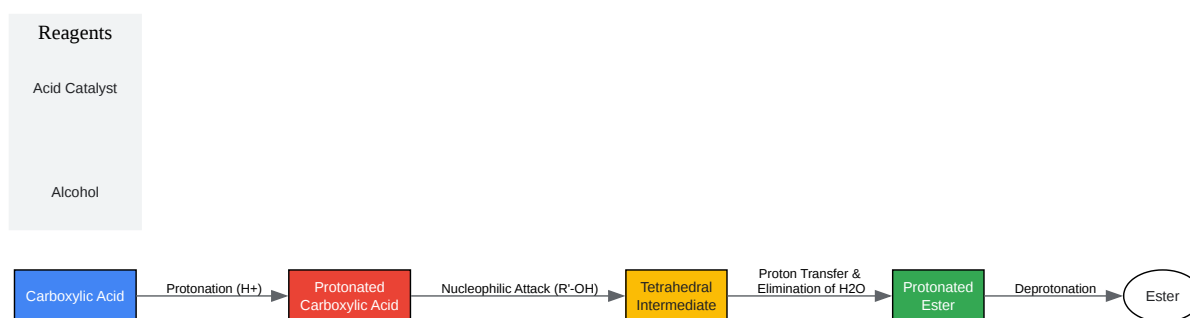 Reagents
Acid Catalyst
Alcohol
Carboxylic Acid
Protonation (H+)
Protonated
Carboxylic Acid
Nucleophilic Attack (R'-OH)
Tetrahedral
Intermediate
Proton Transfer &
Elimination of H2O
Protonated
Ester
Deprotonation
Ester